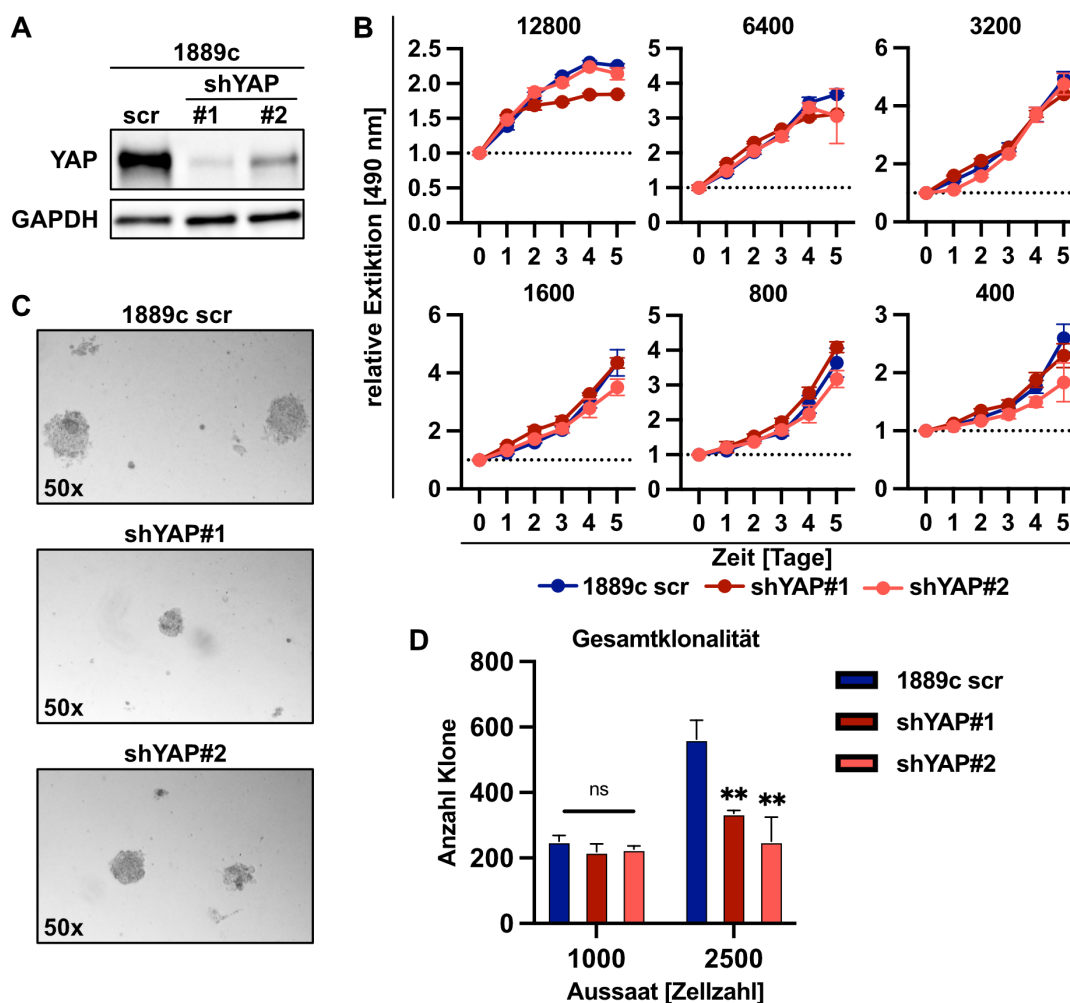 A
1889c
shYAP
scr #1 #2
YAP
GAPDH
B
relative Extiktion [490 nm]
12800
2.5
2.0
1.5
1.0
0.5
0 1 2 3 4 5
6400
5
4
3
2
1
0
0 1 2 3 4 5
3200
6
4
2
0
0 1 2 3 4 5
1600
6
4
2
0
0 1 2 3 4 5
800
5
4
3
2
1
0
0 1 2 3 4 5
400
3
2
1
0
0 1 2 3 4 5
Zeit [Tage]
1889c scr shYAP#1 shYAP#2
C
1889c scr
50x
shYAP#1
50x
shYAP#2
50x
D
Gesamtklonalität
Anzahl Klone
800
600
400
200
0
ns
** **
1000 2500
Aussaat [Zellzahl]
1889c scr
shYAP#1
shYAP#2